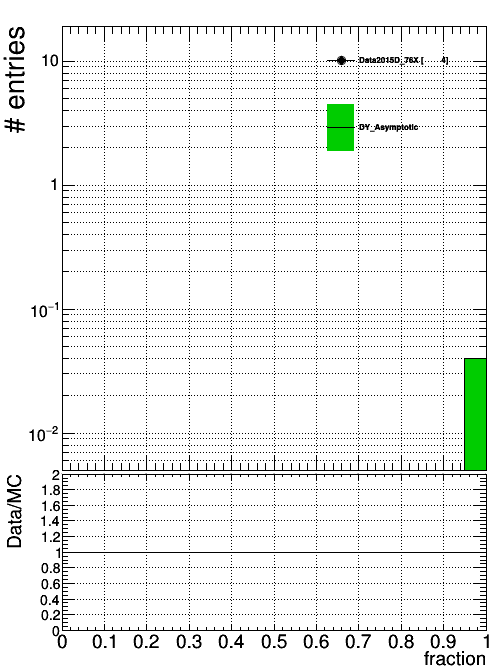 # entries
Data2015D_76X [ 4]
DY_Asymptotic
10
1
10⁻¹
10⁻²
Data/MC
2
1.8
1.6
1.4
1.2
1
0.8
0.6
0.4
0.2
0
0 0.1 0.2 0.3 0.4 0.5 0.6 0.7 0.8 0.9 1
fraction